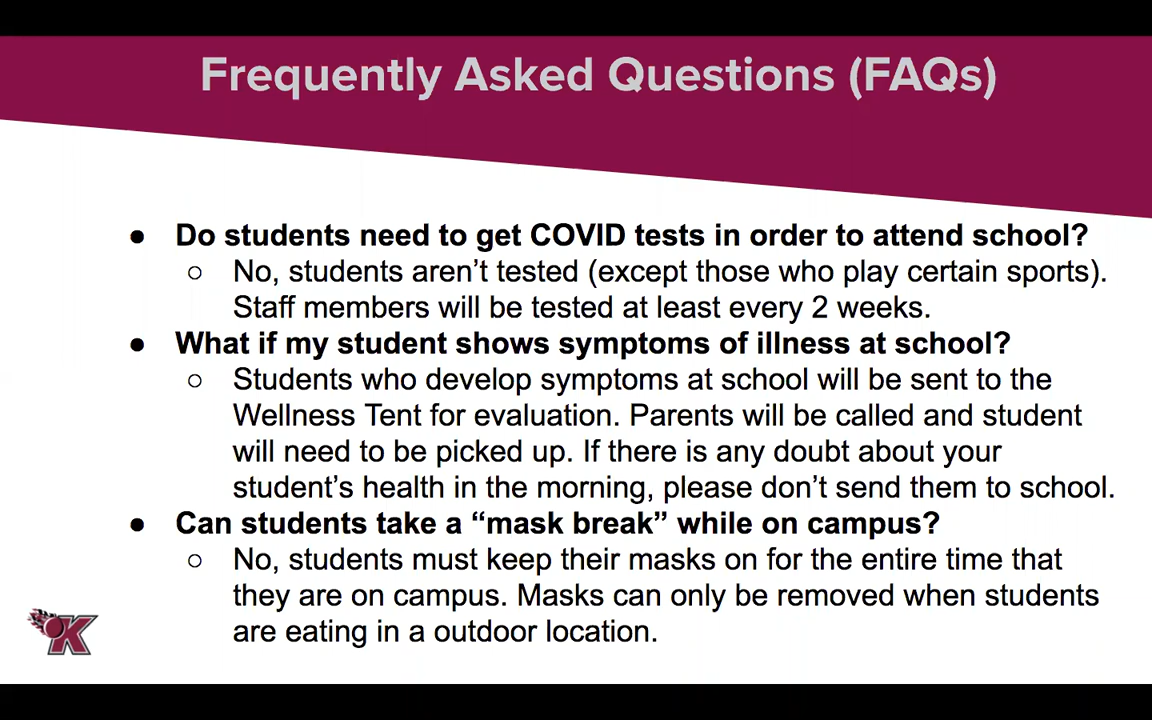 Frequently Asked Questions (FAQs)
● Do students need to get COVID tests in order to attend school?
○ No, students aren’t tested (except those who play certain sports).
Staff members will be tested at least every 2 weeks.
● What if my student shows symptoms of illness at school?
○ Students who develop symptoms at school will be sent to the
Wellness Tent for evaluation. Parents will be called and student
will need to be picked up. If there is any doubt about your
student’s health in the morning, please don’t send them to school.
● Can students take a “mask break” while on campus?
○ No, students must keep their masks on for the entire time that
they are on campus. Masks can only be removed when students
are eating in a outdoor location.
K